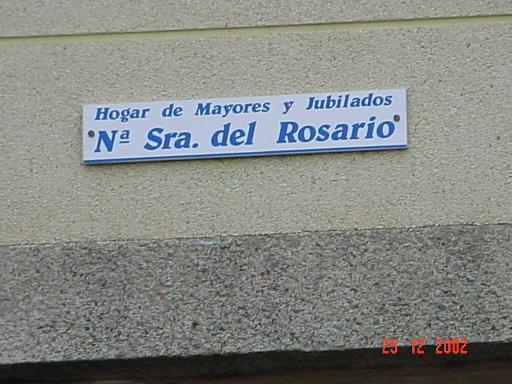 Hogar de Mayores y Jubilados
Nª Sra. del Rosario
25 12 2002